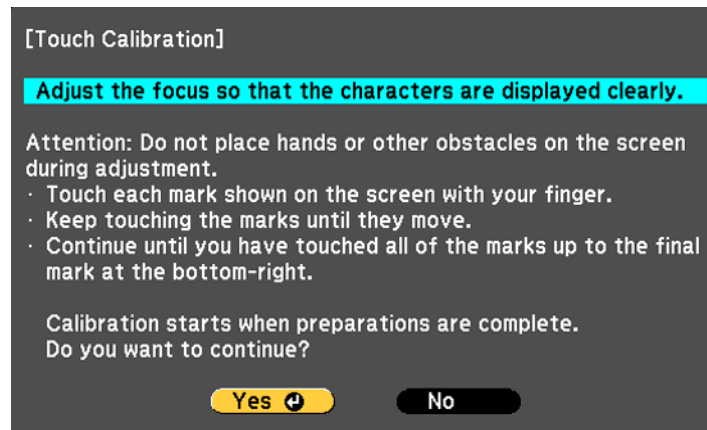 [Touch Calibration]
Adjust the focus so that the characters are displayed clearly.
Attention: Do not place hands or other obstacles on the screen
during adjustment.
· Touch each mark shown on the screen with your finger.
· Keep touching the marks until they move.
· Continue until you have touched all of the marks up to the final
mark at the bottom-right.
Calibration starts when preparations are complete.
Do you want to continue?
Yes ↵ No